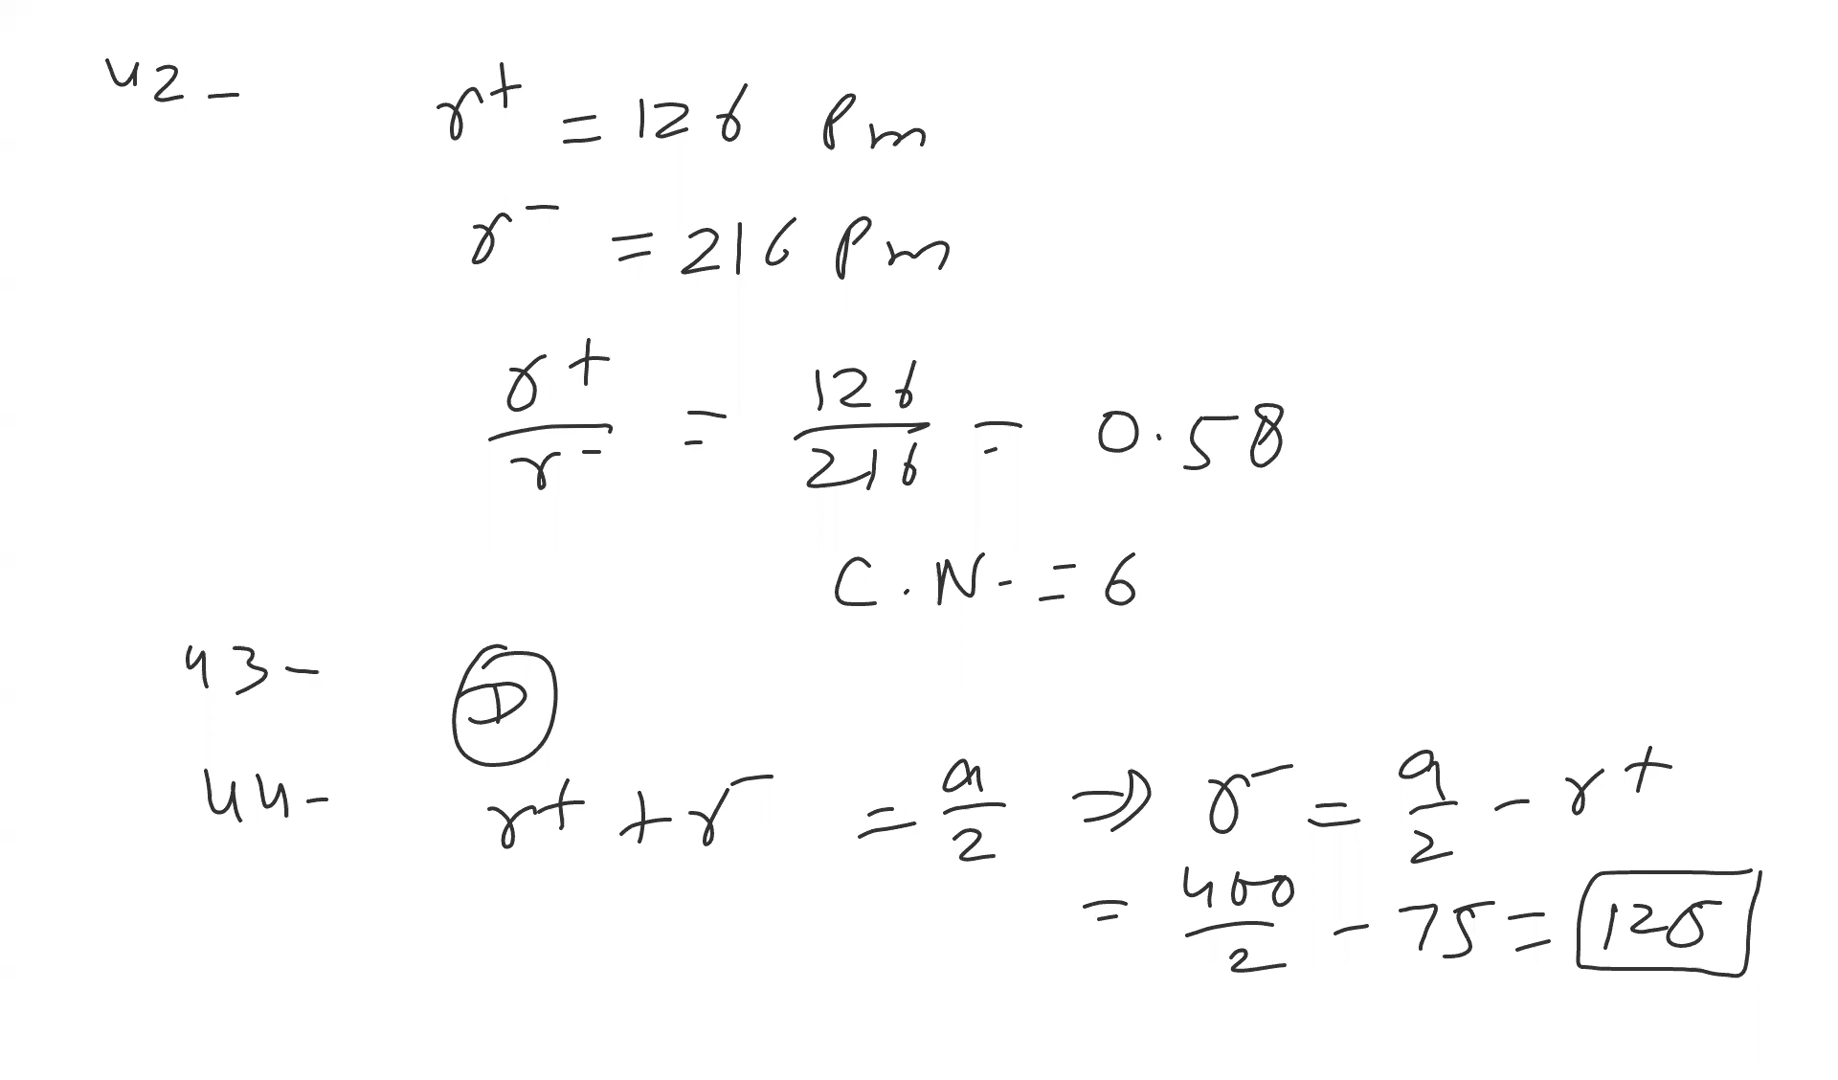 42- r⁺ = 126 Pm
r⁻ = 216 Pm
r⁺/r⁻ = 126/216 = 0.58
C.N. = 6
43- D
44- r⁺ + r⁻ = a/2 ⇒ r⁻ = a/2 - r⁺
= 400/2 - 75 = 125